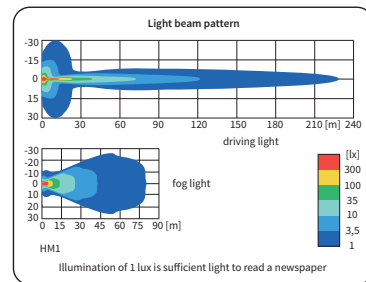 Light beam pattern
-30
-15
0
15
30
0 30 60 90 120 150 180 210 [m] 240
driving light
-30
-20
10
0
10
20
30
0 15 30 45 60 75 90 [m]
fog light
[lx]
300
100
35
10
3,5
1
HM1
Illumination of 1 lux is sufficient light to read a newspaper